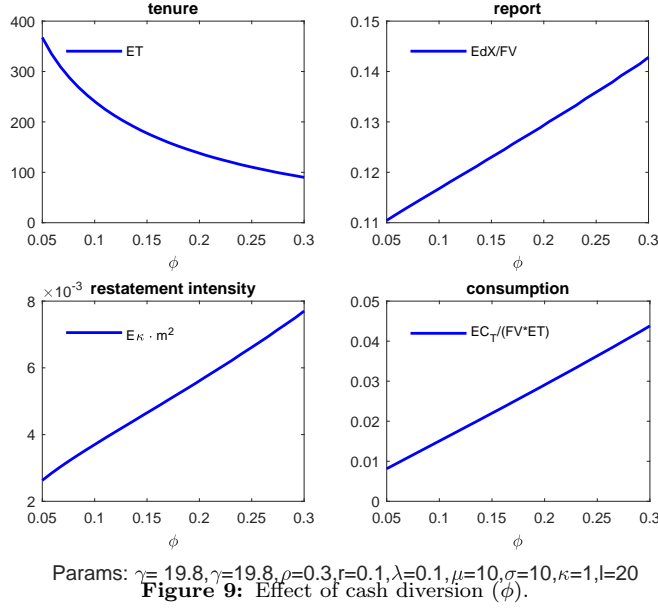 tenure
400
300
200
100
0
ET
0.05 0.1 0.15 0.2 0.25 0.3
ϕ
report
0.15
0.14
0.13
0.12
0.11
EdX/FV
0.05 0.1 0.15 0.2 0.25 0.3
ϕ
×10⁻³ restatement intensity
8
6
4
2
Eκ · m²
0.05 0.1 0.15 0.2 0.25 0.3
ϕ
consumption
0.05
0.04
0.03
0.02
0.01
0
EC_T/(FV*ET)
0.05 0.1 0.15 0.2 0.25 0.3
ϕ
Params: γ= 19.8,γ=19.8,ρ=0.3,r=0.1,λ=0.1,μ=10,σ=10,κ=1,l=20
Figure 9: Effect of cash diversion (ϕ).